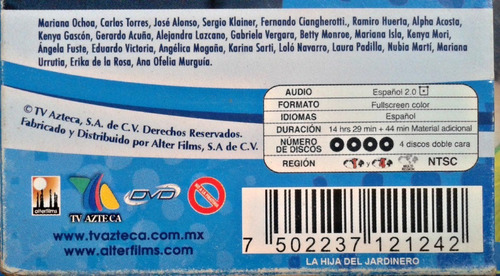 Mariana Ochoa, Carlos Torres, José Alonso, Sergio Klainer, Fernando Ciangherotti., Ramiro Huerta, Alpha Acosta,
Kenya Gascón, Gerardo Acuña, Alejandra Lazcano, Gabriela Vergara, Betty Monroe, Mariana Isla, Kenya Mori,
Ángela Fuste, Eduardo Victoria, Angélica Magaña, Karina Sarti, Loló Navarro, Laura Padilla, Nubia Martí, Mariana
Urrutia, Erika de la Rosa, Ana Ofelia Murguía.
© TV Azteca, S.A. de C.V. Derechos Reservados.
Fabricado y Distribuido por Alter Films, S.A. de C.V.
AUDIO Español 2.0
FORMATO Fullscreen color
IDIOMAS Español
DURACIÓN 14 hrs 29 min + 44 min Material adicional
NÚMERO DE DISCOS 4 discos doble cara
REGIÓN NTSC
alterfilms
TV AZTECA
DVD
www.tvazteca.com.mx
www.alterfilms.com
7 502237 121242
LA HIJA DEL JARDINERO